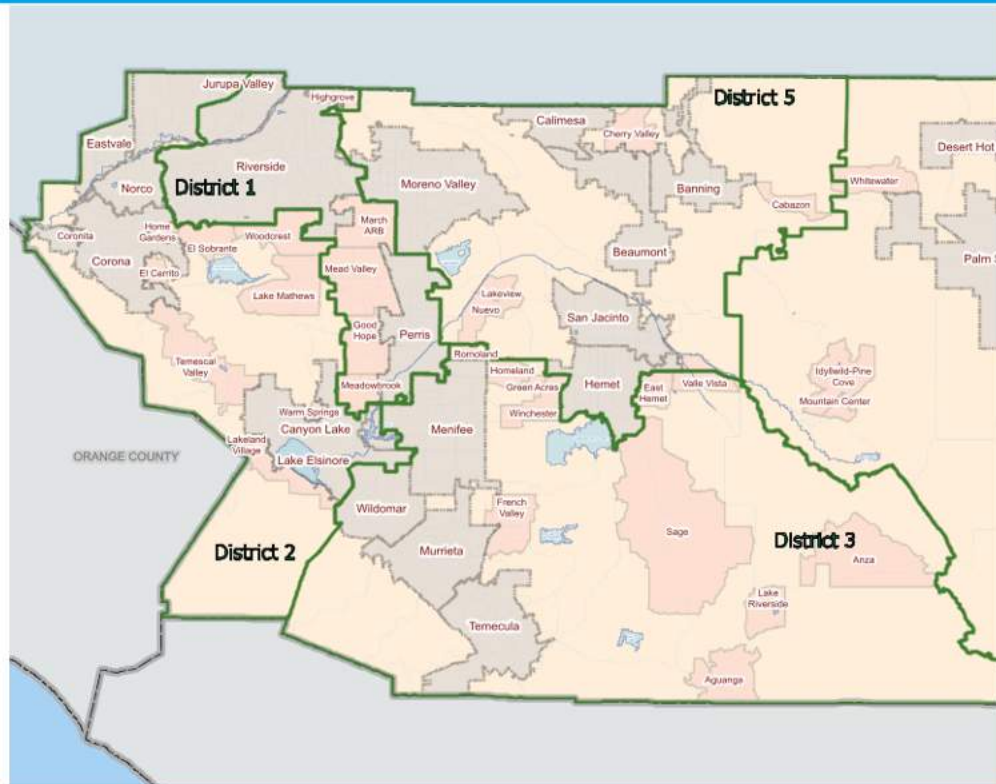 Jurupa Valley
Highgrove
District 5
Calimesa
Cherry Valley
Eastvale
Desert Hot
Riverside
Norco
District 1
Moreno Valley
Banning
Whitewater
Cabazon
March
ARB
Home
Gardens
Woodcrest
Coronita
El Sobrante
Beaumont
Corona
Palm S
El Cerrito
Mead Valley
Lake Mathews
Lakeview
Nuevo
San Jacinto
Good
Hope
Perris
Romoland
Temescal
Valley
Homeland
Idyllwild-Pine
Cove
Meadowbrook
Green Acres
Hemet
East
Hemet
Valle Vista
Mountain Center
Warm Springs
Winchester
Canyon Lake
Menifee
Lakeland
Village
ORANGE COUNTY
Lake Elsinore
Wildomar
French
Valley
Sage
District 2
Murrieta
District 3
Anza
Lake
Riverside
Temecula
Aguanga